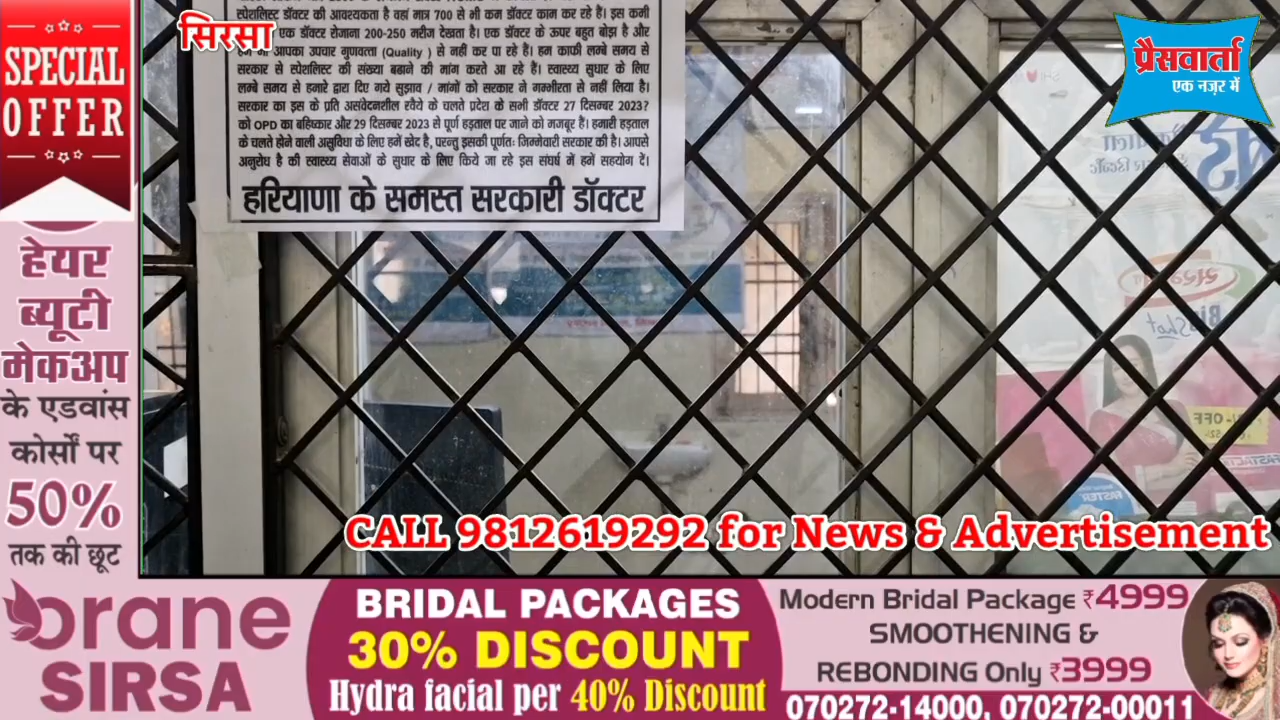 स्पेशलिस्ट डॉक्टर की आवश्यकता है वहां मात्र 700 से भी कम डॉक्टर काम कर रहे हैं। इस कमी
एक डॉक्टर रोजाना 200-250 मरीज देखता है। एक डॉक्टर के ऊपर बहुत बोझ है और
आपका उपचार गुणवत्ता (Quality ) से नही कर पा रहे हैं। हम काफी लम्बे समय से
सरकार से स्पेशलिस्ट की संख्या बढाने की मांग करते आ रहे हैं। स्वास्थ्य सुधार के लिए
लम्बे समय से हमारे द्वारा दिए गये सुझाव / मांगों को सरकार ने गम्भीरता से नही लिया है।
सरकार का इस के प्रति असंवेदनशील रवैये के चलते प्रदेश के सभी डॉक्टर 27 दिसम्बर 2023?
को OPD का बहिष्कार और 29 दिसम्बर 2023 से पूर्ण हड़ताल पर जाने को मजबूर हैं। हमारी हड़ताल
के चलते होने वाली असुविधा के लिए हमें खेद है, परन्तु इसकी पूर्णतः जिम्मेवारी सरकार की है। आपसे
अनुरोध है की स्वास्थ्य सेवाओं के सुधार के लिए किये जा रहे इस संघर्ष में हमें सहयोग दें।
हरियाणा के समस्त सरकारी डॉक्टर
सिरसा
प्रैसवार्ता
एक नज़र में
SPECIAL
OFFER
हेयर
ब्यूटी
मेकअप
के एडवांस
कोर्सों पर
50%
तक की छूट
CALL 9812619292 for News & Advertisement
orane
SIRSA
BRIDAL PACKAGES
30% DISCOUNT
Hydra facial per 40% Discount
Modern Bridal Package ₹4999
SMOOTHENING &
REBONDING Only ₹3999
070272-14000, 070272-00011